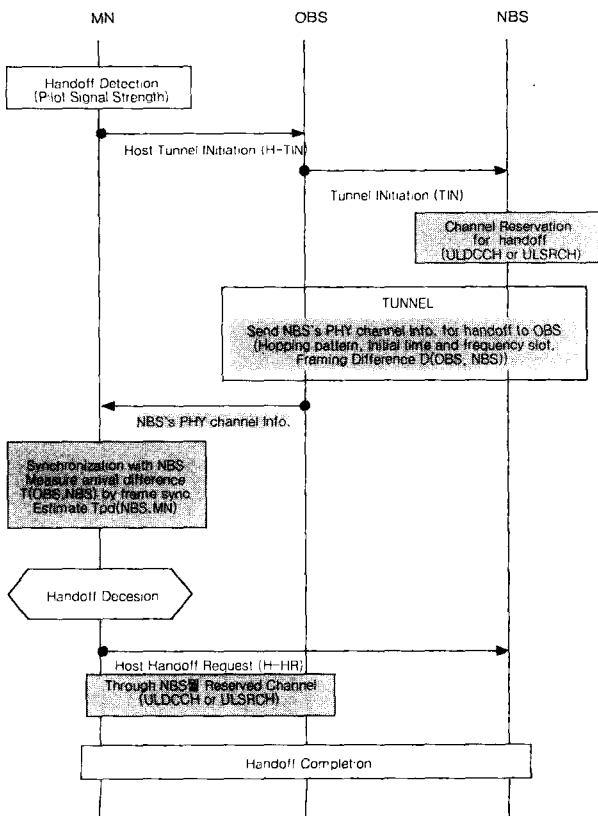 MN OBS NBS
Handoff Detection
(Pilot Signal Strength)
Host Tunnel INitiation (H-TIN)
Tunnel INitiation (TIN)
Channel Reservation
for handoff
(ULDCCH or ULSRCH)
TUNNEL
Send NBS's PHY channel Info. for handoff to OBS
(Hopping pattern, Initial time and frequency slot,
Framing Difference D(OBS, NBS))
NBS's PHY channel Info.
Synchronization with NBS
Measure arrival difference
T(OBS,NBS) by frame sync
Estimate Tpd(NBS,MN)
Handoff Decesion
Host Handoff Request (H-HR)
Through NBS Reserved Channel
(ULDCCH or ULSRCH)
Handoff Completion